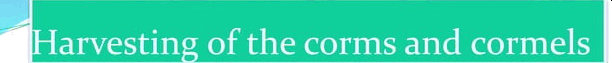 Harvesting of the corms and cormels